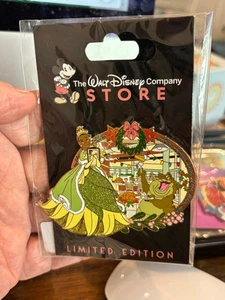 The WALT DISNEY COMPANY
STORE
LIMITED EDITION